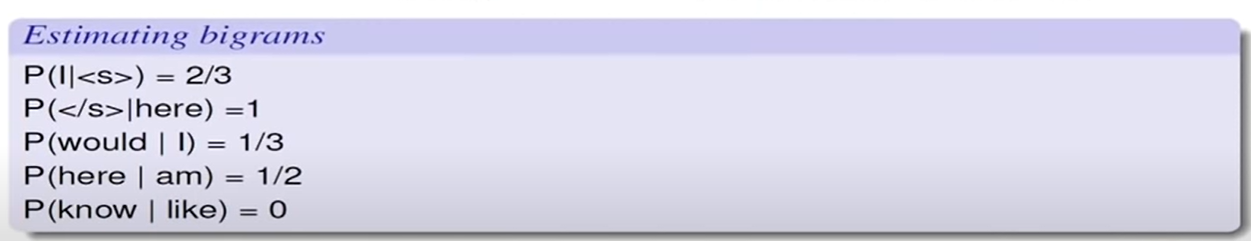 Estimating bigrams
P(I|<s>) = 2/3
P(</s>|here) =1
P(would | I) = 1/3
P(here | am) = 1/2
P(know | like) = 0